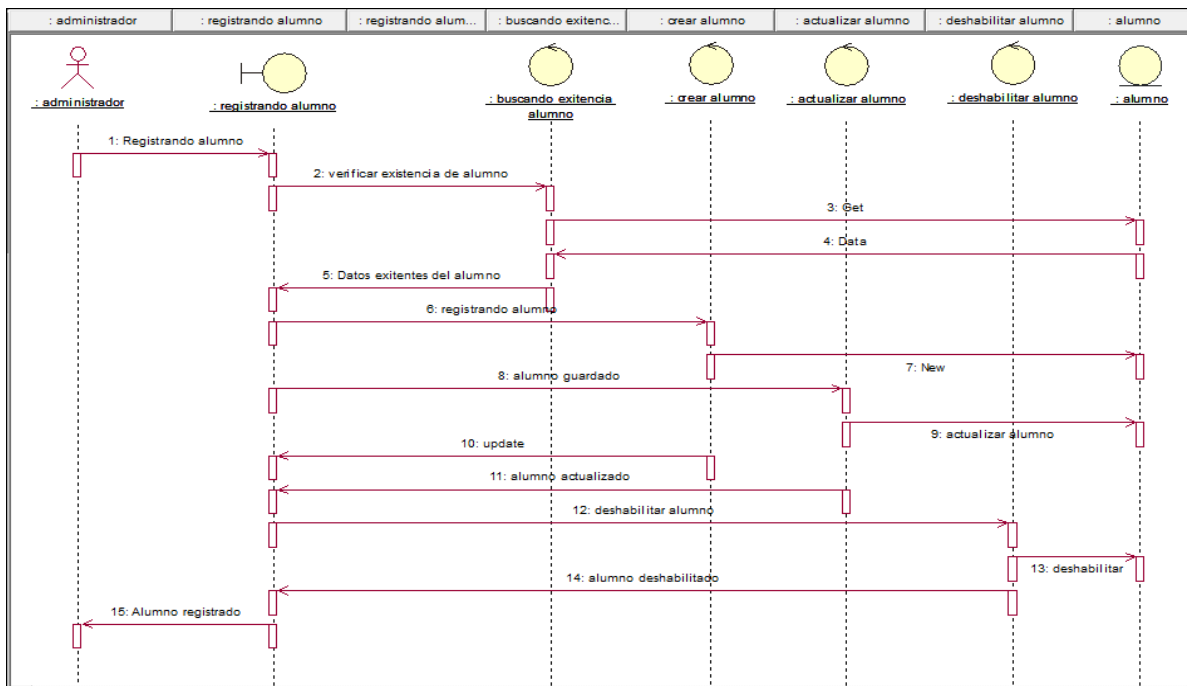 : administrador
: registrando alumno
: registrando alum...
: buscando exitenc...
: crear alumno
: actualizar alumno
: deshabilitar alumno
: alumno
: administrador
: registrando alumno
: buscando exitencia
alumno
: crear alumno
: actualizar alumno
: deshabilitar alumno
: alumno
1: Registrando alumno
2: verificar existencia de alumno
3: Get
4: Data
5: Datos exitentes del alumno
6: registrando alumno
7: New
8: alumno guardado
9: actualizar alumno
10: update
11: alumno actualizado
12: deshabilitar alumno
13: deshabilitar
14: alumno deshabilitado
15: Alumno registrado